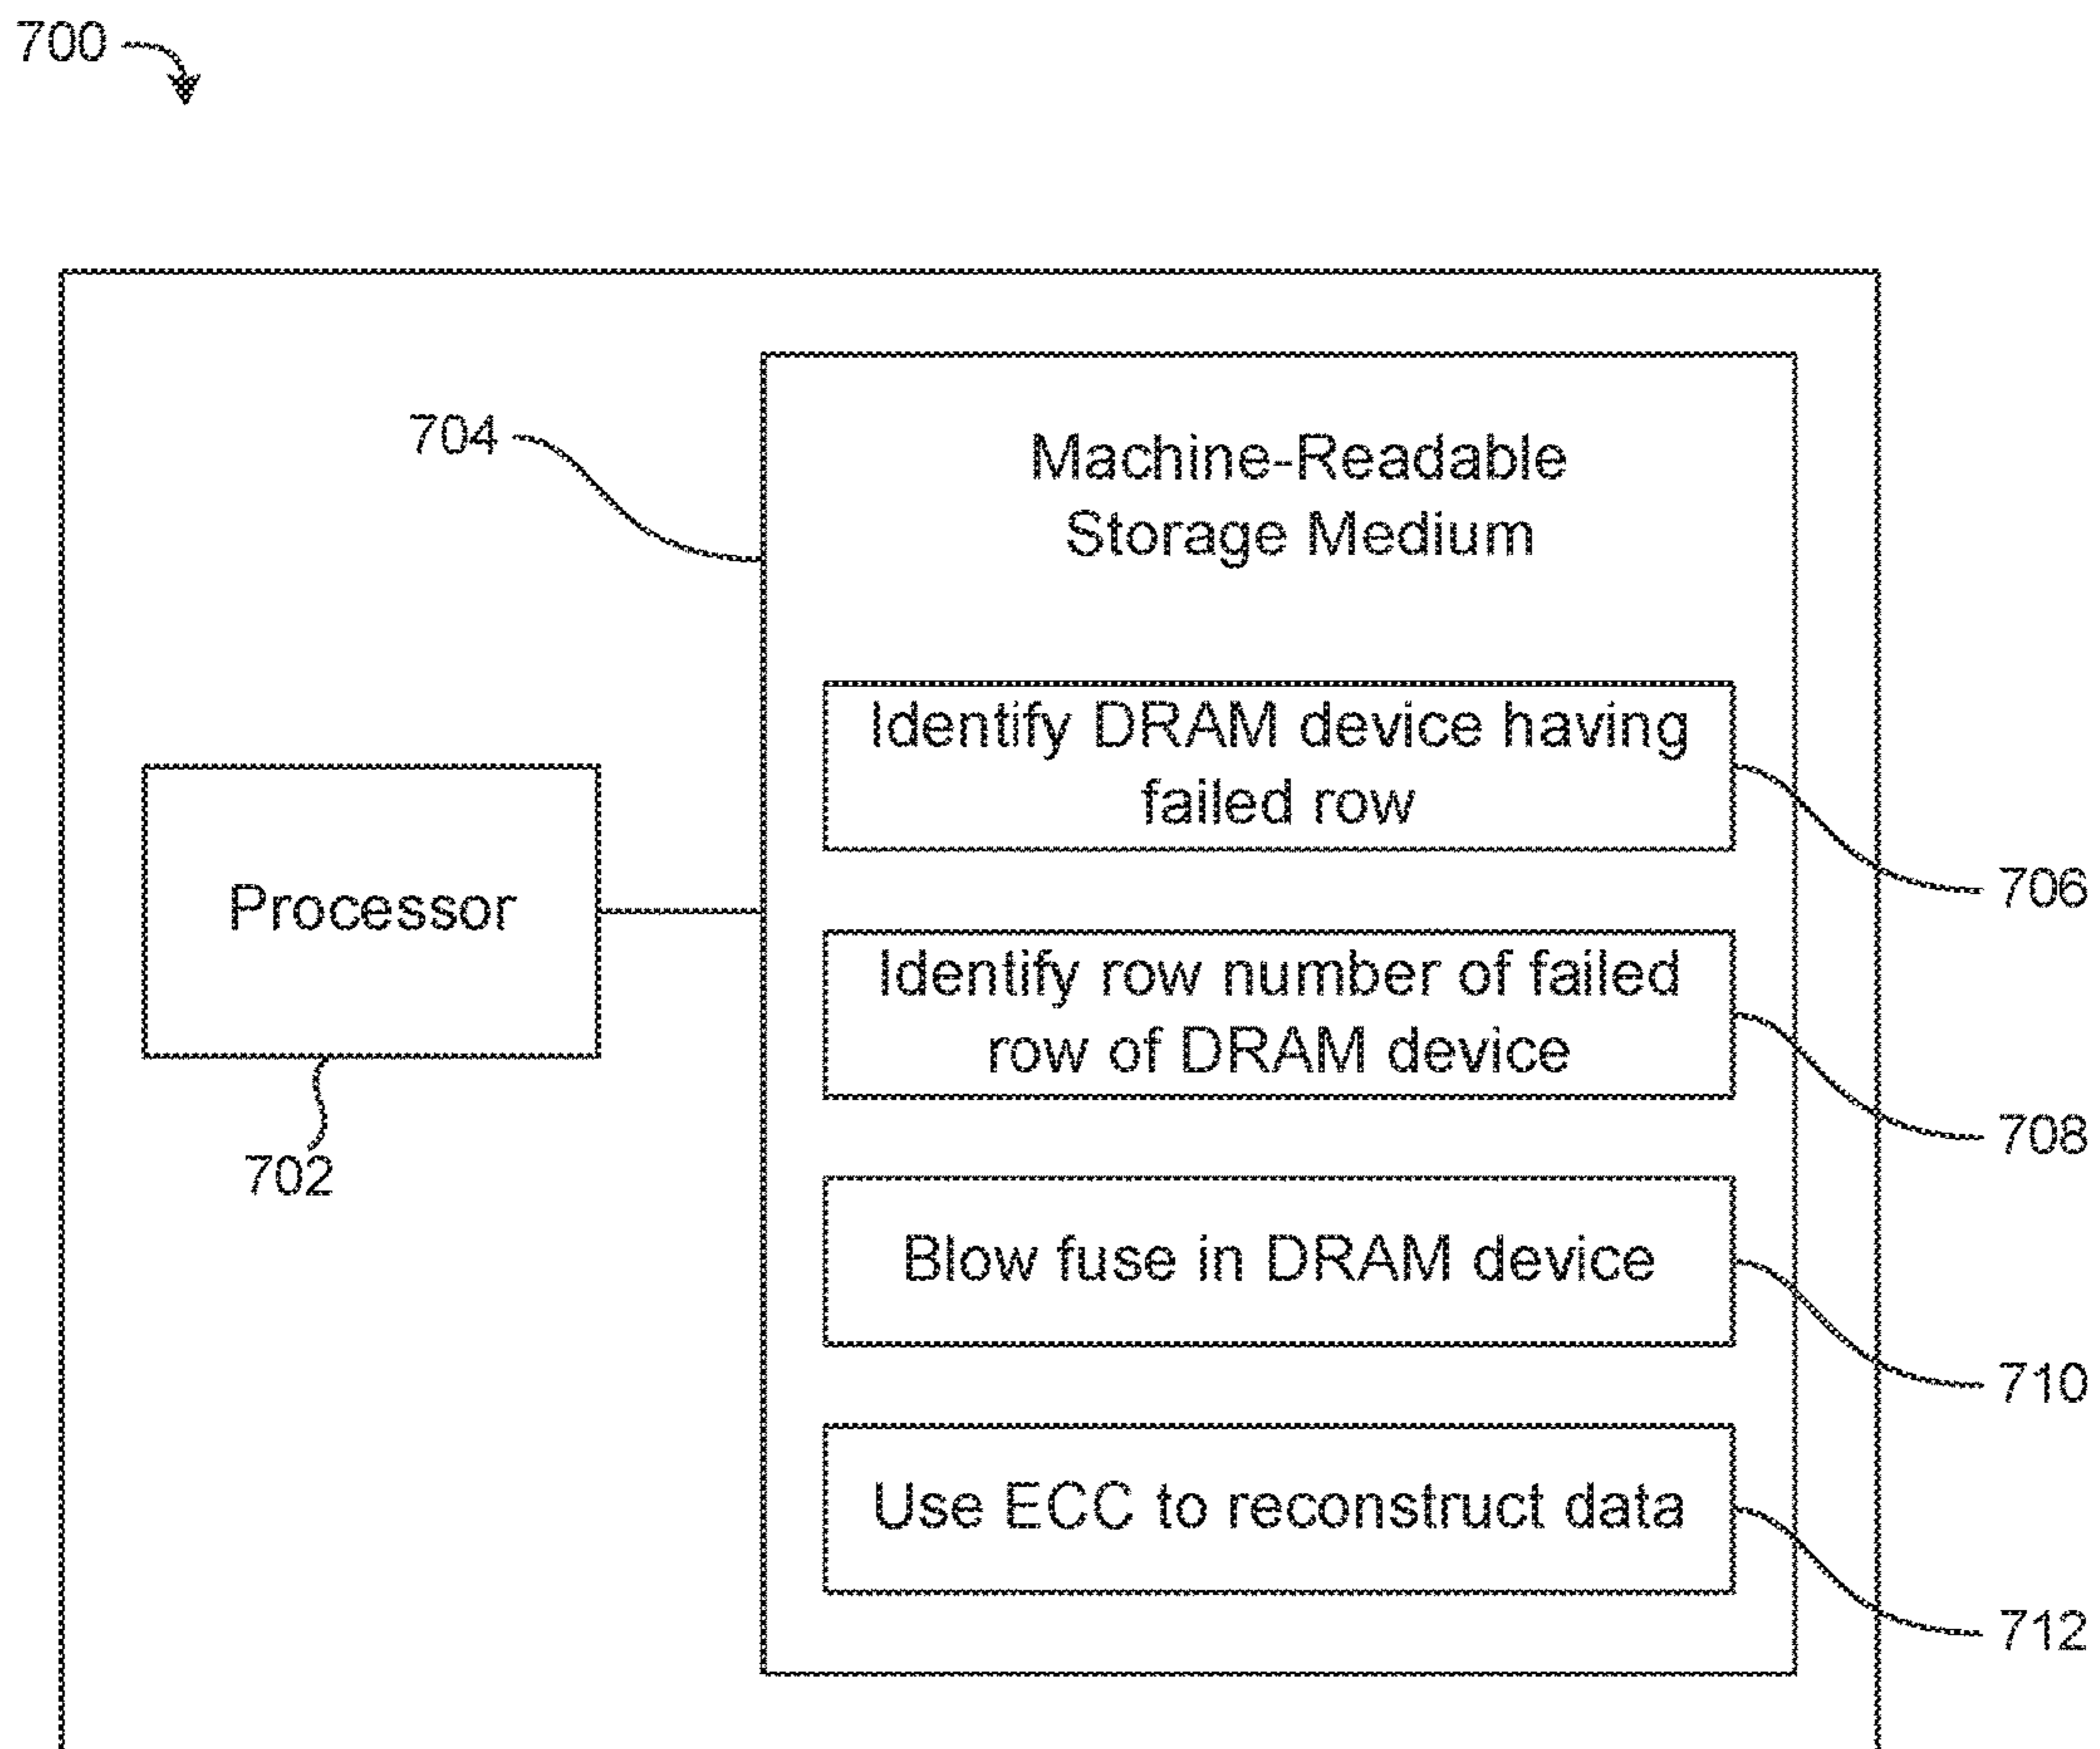 700
704
Machine-Readable
Storage Medium
Identify DRAM device having
failed row
706
Processor
702
Identify row number of failed
row of DRAM device
708
Blow fuse in DRAM device
710
Use ECC to reconstruct data
712